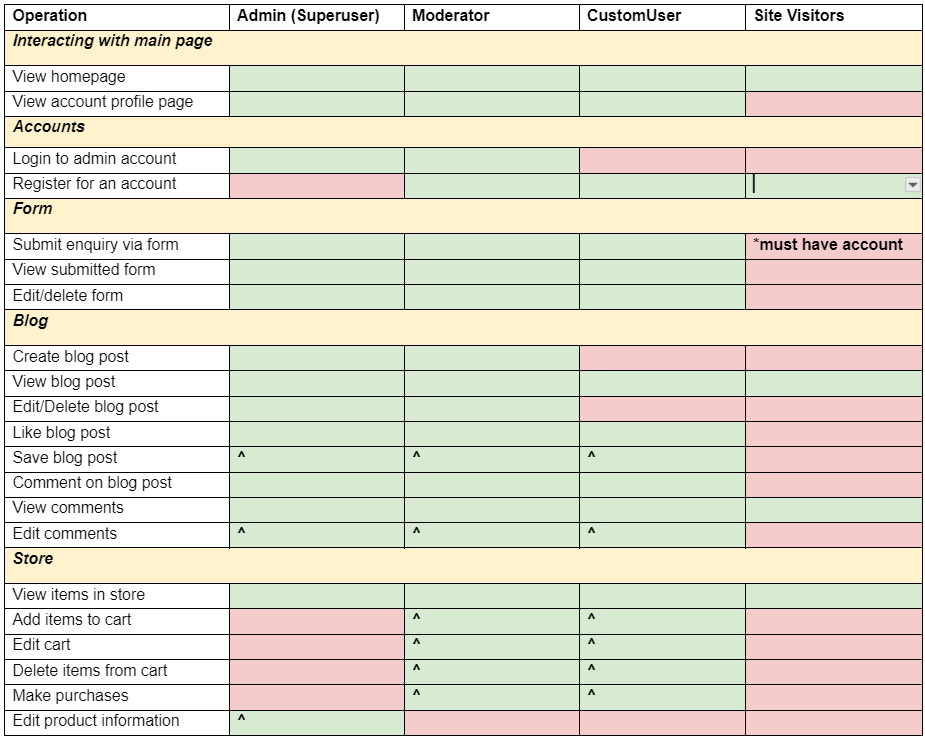 Operation Admin (Superuser) Moderator CustomUser Site Visitors
Interacting with main page
View homepage
View account profile page
Accounts
Login to admin account
Register for an account
Form
Submit enquiry via form *must have account
View submitted form
Edit/delete form
Blog
Create blog post
View blog post
Edit/Delete blog post
Like blog post
Save blog post ^ ^ ^
Comment on blog post
View comments
Edit comments ^ ^ ^
Store
View items in store
Add items to cart ^ ^
Edit cart ^ ^
Delete items from cart ^ ^
Make purchases ^ ^
Edit product information ^